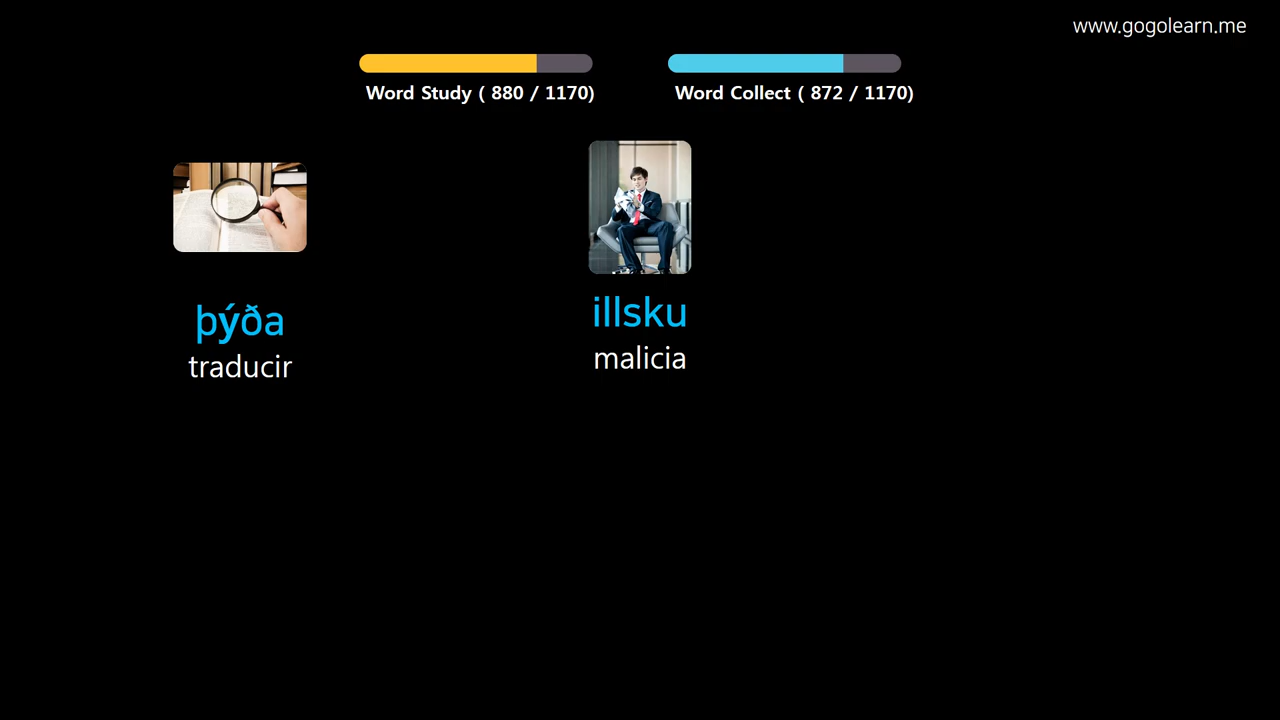 www.gogolearn.me
Word Study ( 880 / 1170)
Word Collect ( 872 / 1170)
þýða
traducir
illsku
malicia